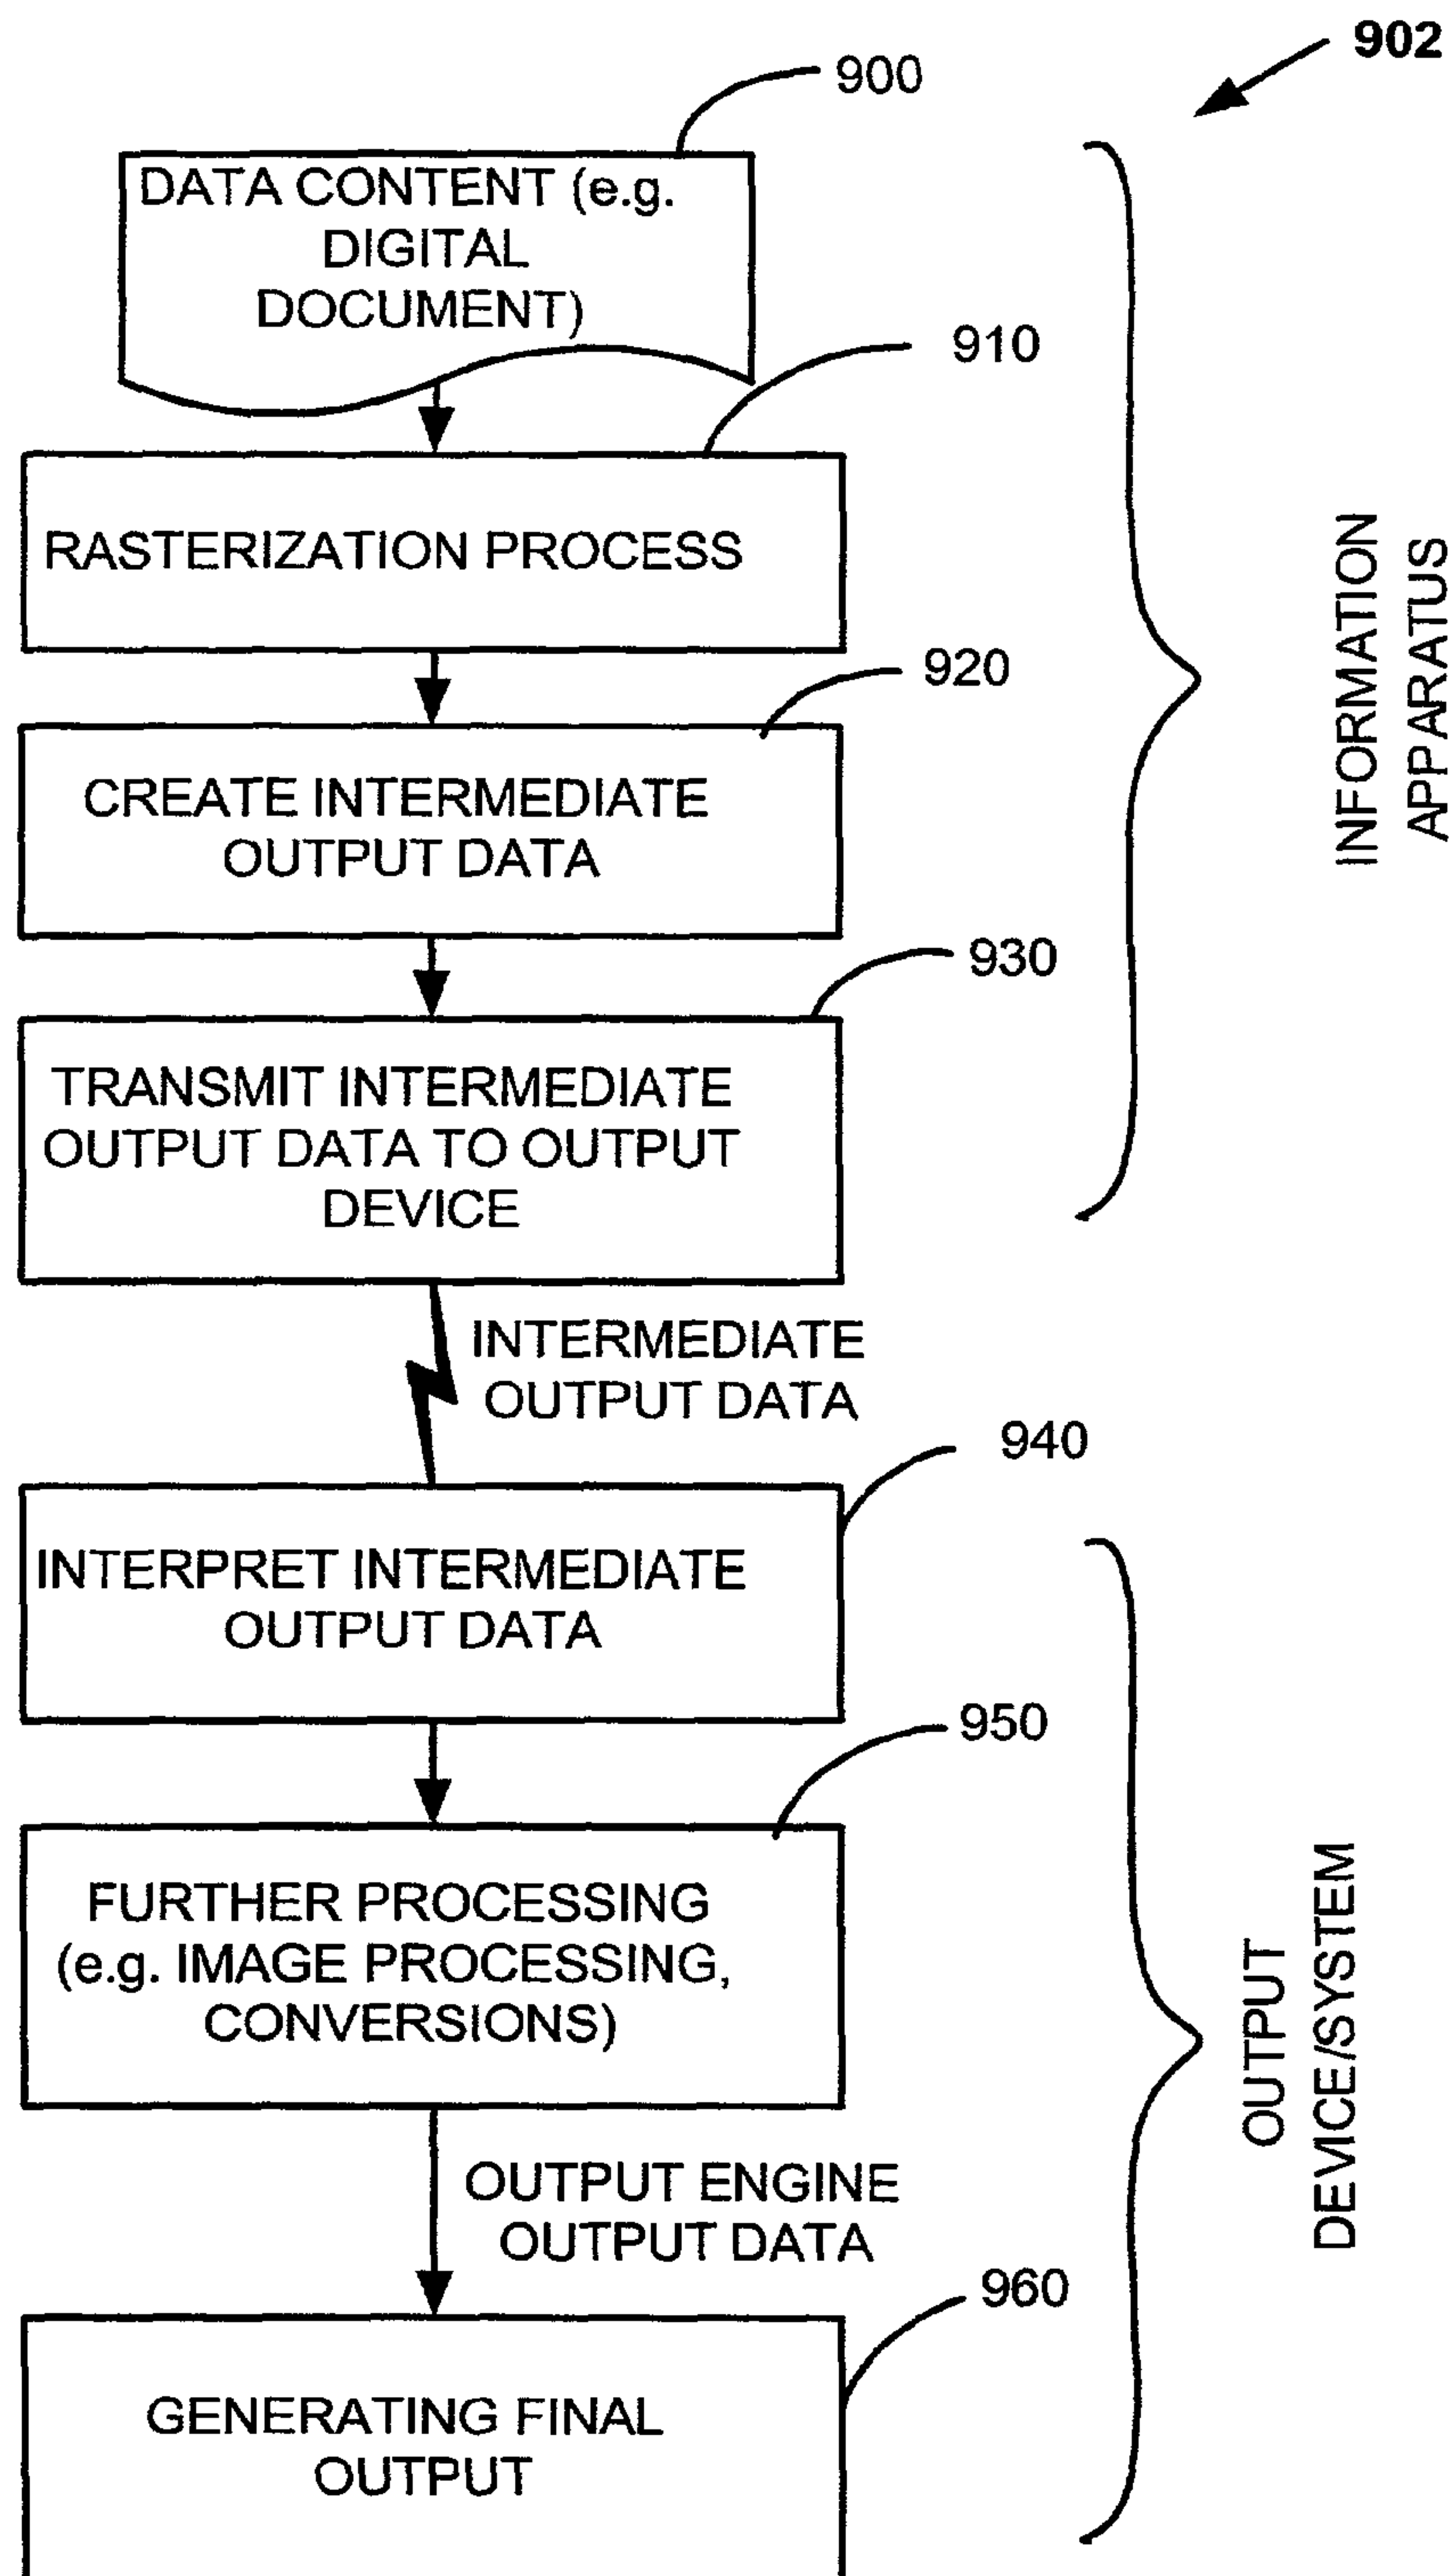 902
900
DATA CONTENT (e.g.
DIGITAL
DOCUMENT)
910
RASTERIZATION PROCESS
920
CREATE INTERMEDIATE
OUTPUT DATA
930
TRANSMIT INTERMEDIATE
OUTPUT DATA TO OUTPUT
DEVICE
INFORMATION
APPARATUS
INTERMEDIATE
OUTPUT DATA
940
INTERPRET INTERMEDIATE
OUTPUT DATA
950
FURTHER PROCESSING
(e.g. IMAGE PROCESSING,
CONVERSIONS)
OUTPUT ENGINE
OUTPUT DATA
960
GENERATING FINAL
OUTPUT
OUTPUT
DEVICE/SYSTEM